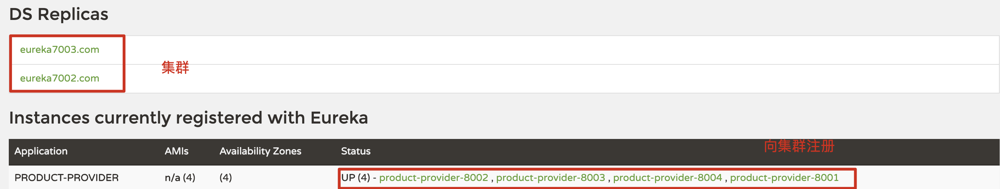 DS Replicas
eureka7003.com
集群
eureka7002.com
Instances currently registered with Eureka
向集群注册
Application AMIs Availability Zones Status
PRODUCT-PROVIDER n/a (4) (4) UP (4) - product-provider-8002 , product-provider-8003 , product-provider-8004 , product-provider-8001